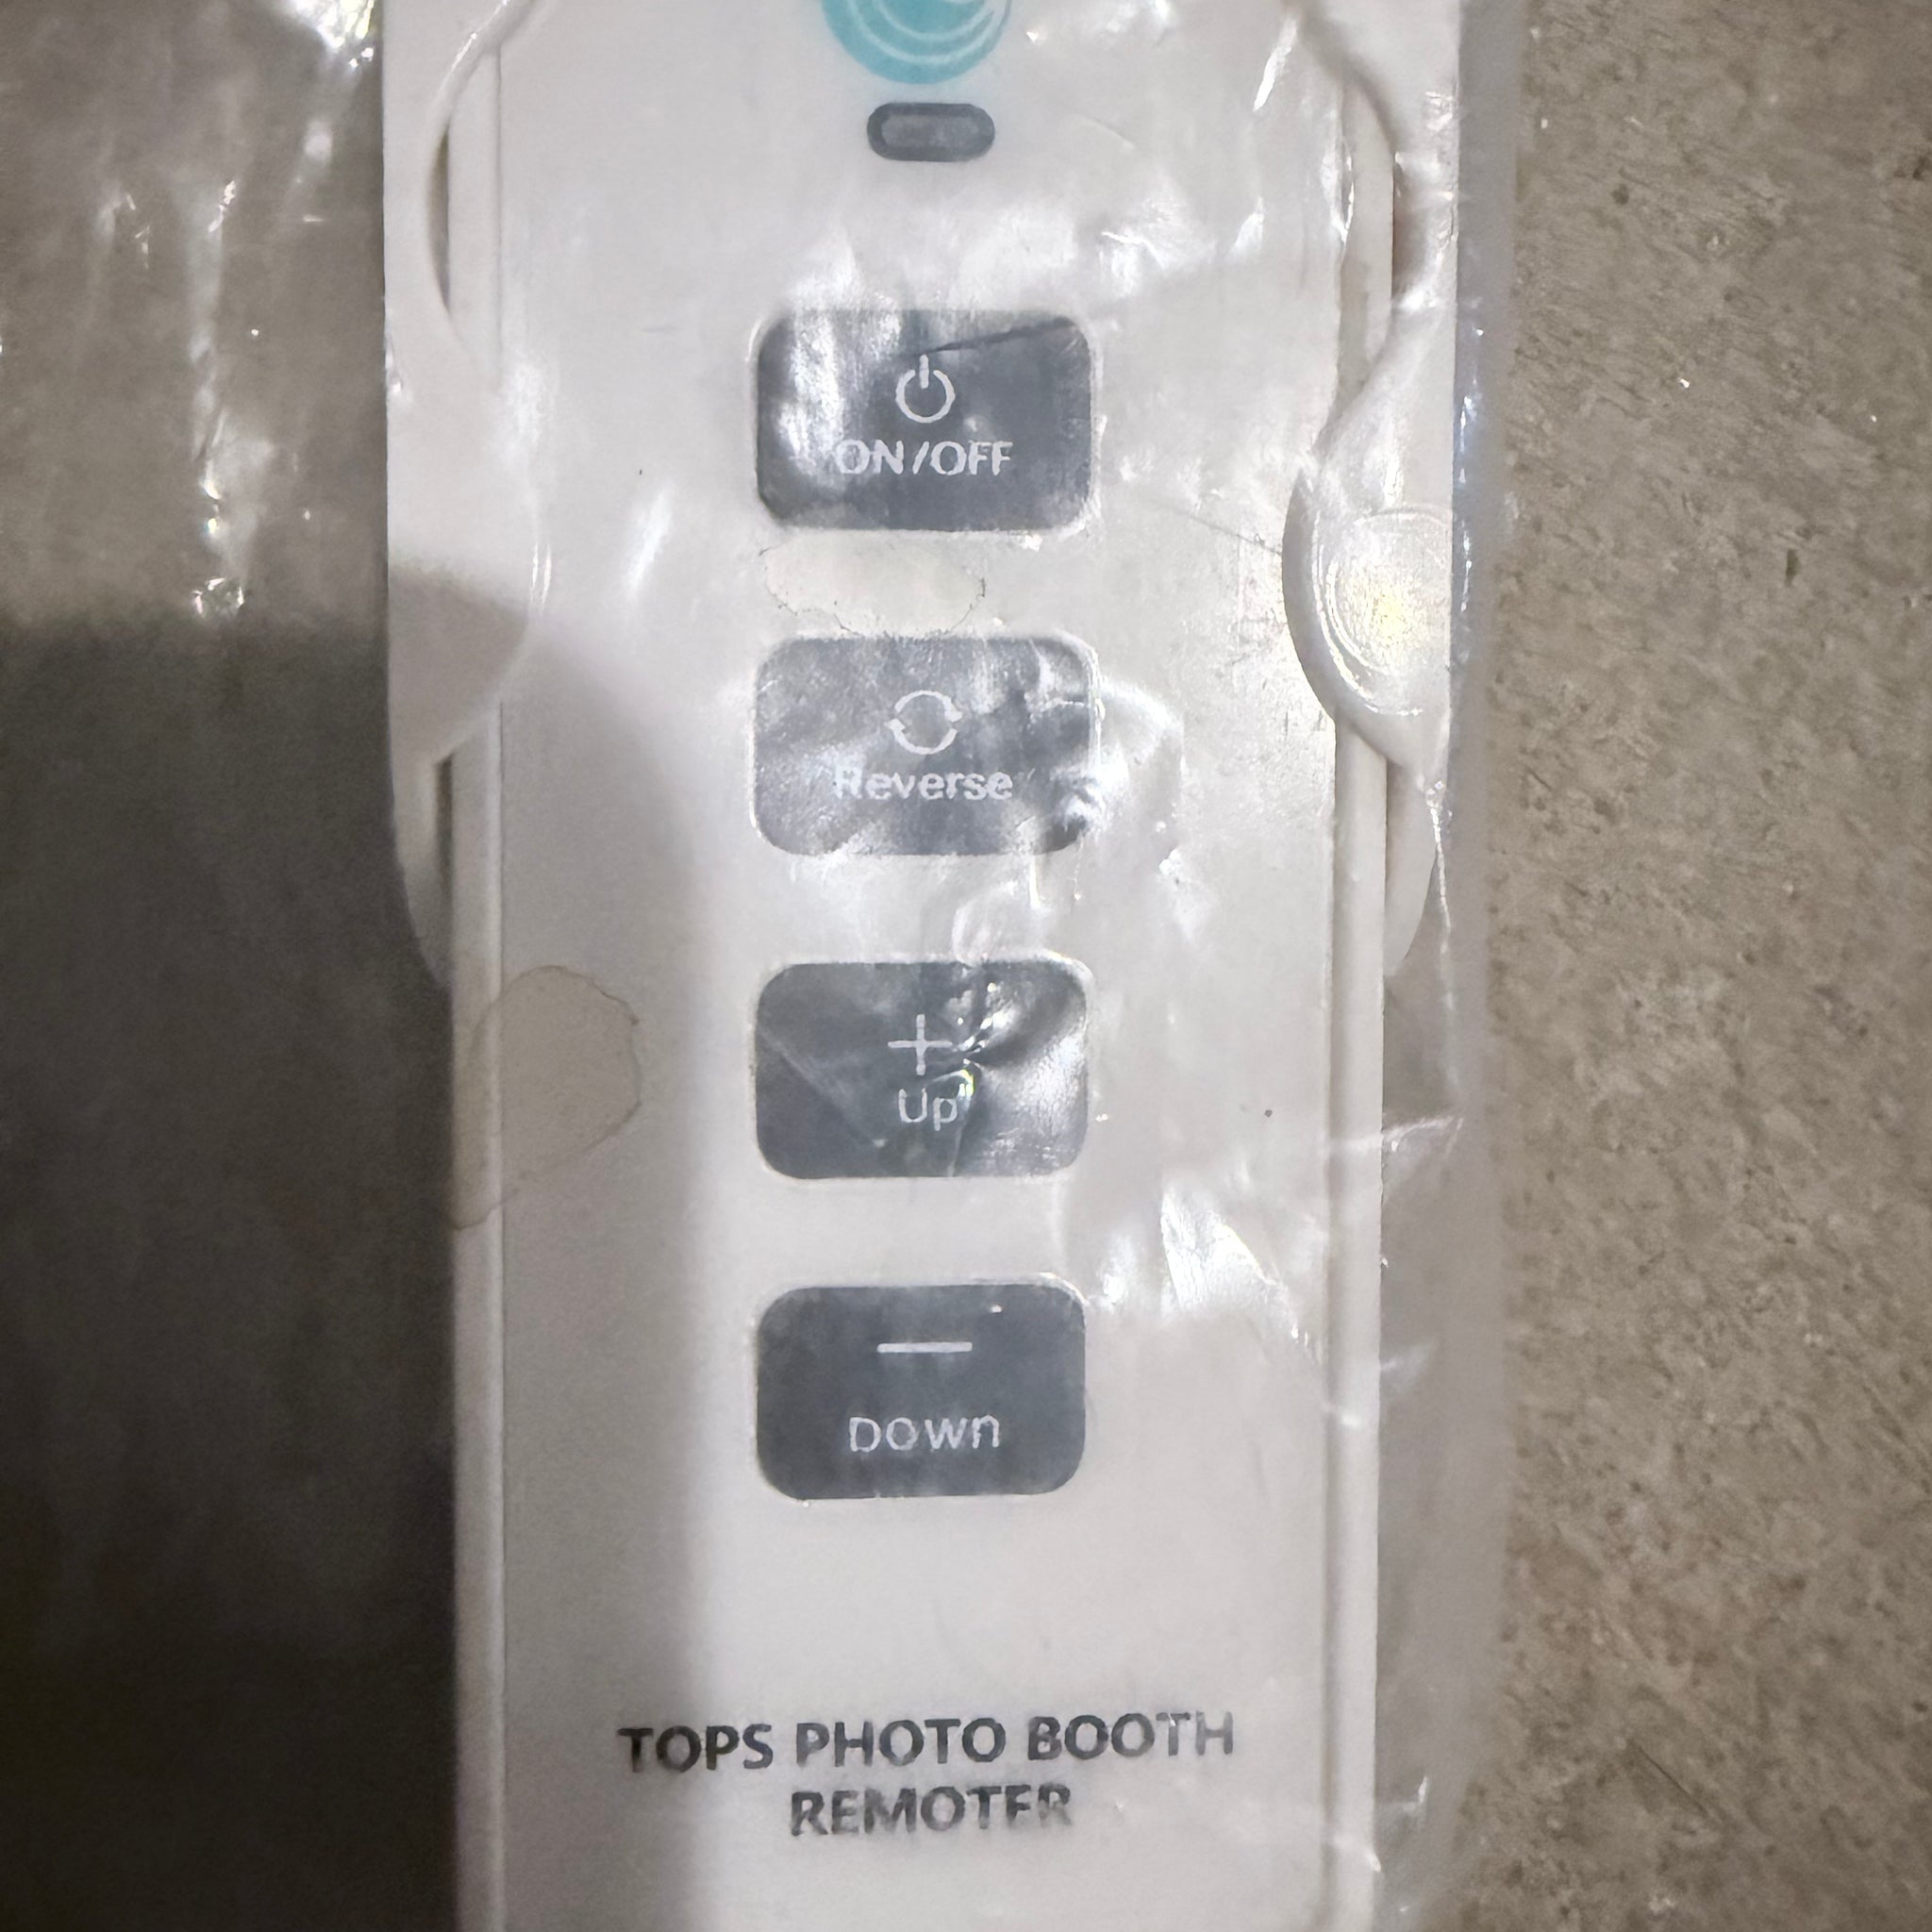 ON/OFF
Reverse
Up
Down
TOPS PHOTO BOOTH
REMOTER